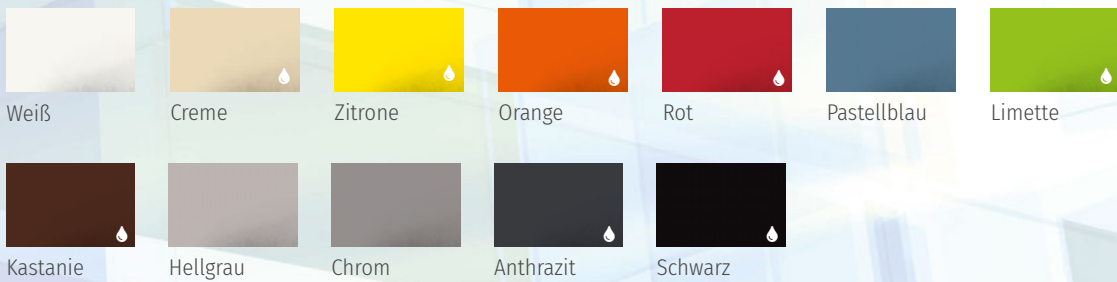 Weiß Creme Zitrone Orange Rot Pastellblau Limette
Kastanie Hellgrau Chrom Anthrazit Schwarz